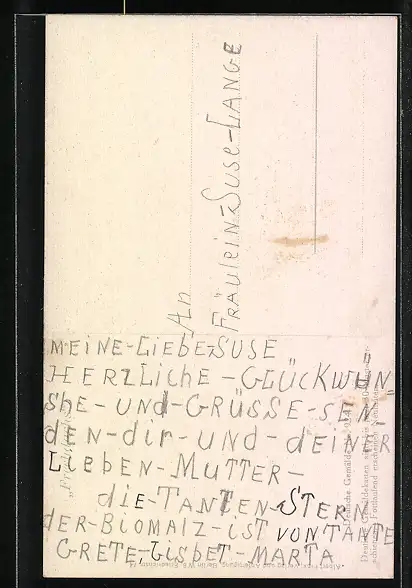 An
FRÄULEIN-SUSE-LANGE
MEINE-LIEBE-SUSE
HERZLICHE-GLÜCKWÜN
SHE-UND-GRÜSSE-SEN
DEN-dir-UND-dEINER
LIEBEN-MUTTER-
diE-TANTEN-STERN
dER-BIOMALZ-iST VON TANTE
GRETE-LISBET-MARTA